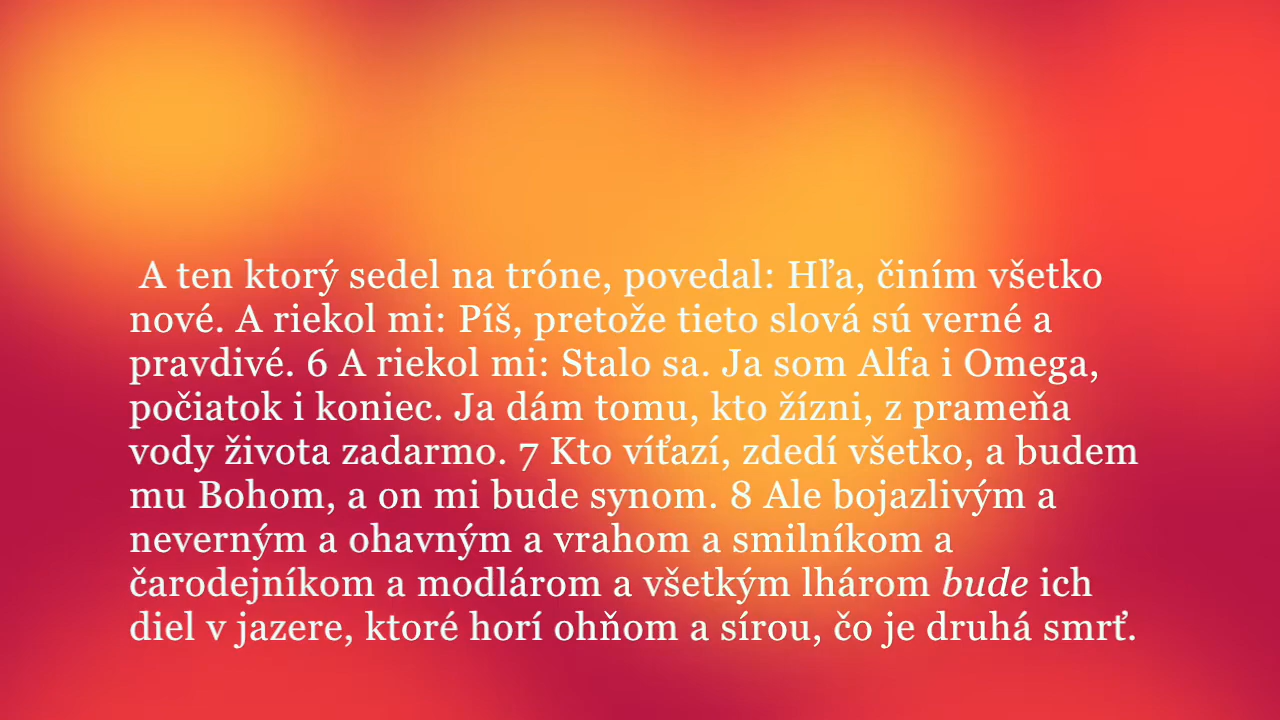 A ten ktorý sedel na tróne, povedal: Hľa, činím všetko
nové. A riekol mi: Píš, pretože tieto slová sú verné a
pravdivé. 6 A riekol mi: Stalo sa. Ja som Alfa i Omega,
počiatok i koniec. Ja dám tomu, kto žízni, z prameňa
vody života zadarmo. 7 Kto víťazí, zdedí všetko, a budem
mu Bohom, a on mi bude synom. 8 Ale bojazlivým a
neverným a ohavným a vrahom a smilníkom a
čarodejníkom a modlárom a všetkým lhárom bude ich
diel v jazere, ktoré horí ohňom a sírou, čo je druhá smrť.